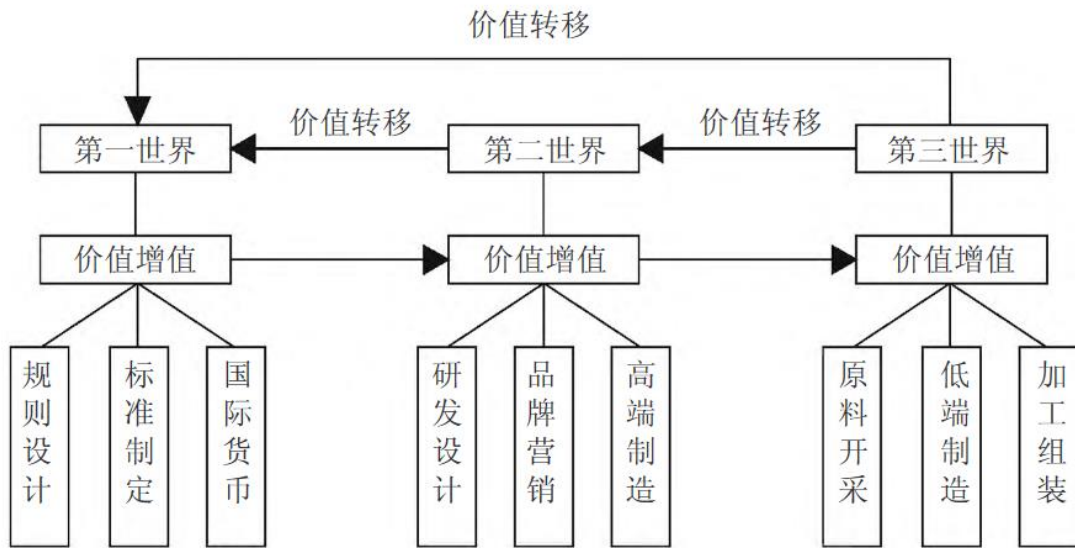 价值转移
价值转移
价值转移
第一世界
第二世界
第三世界
价值增值
价值增值
价值增值
规则设计
标准制定
国际货币
研发设计
品牌营销
高端制造
原料开采
低端制造
加工组装